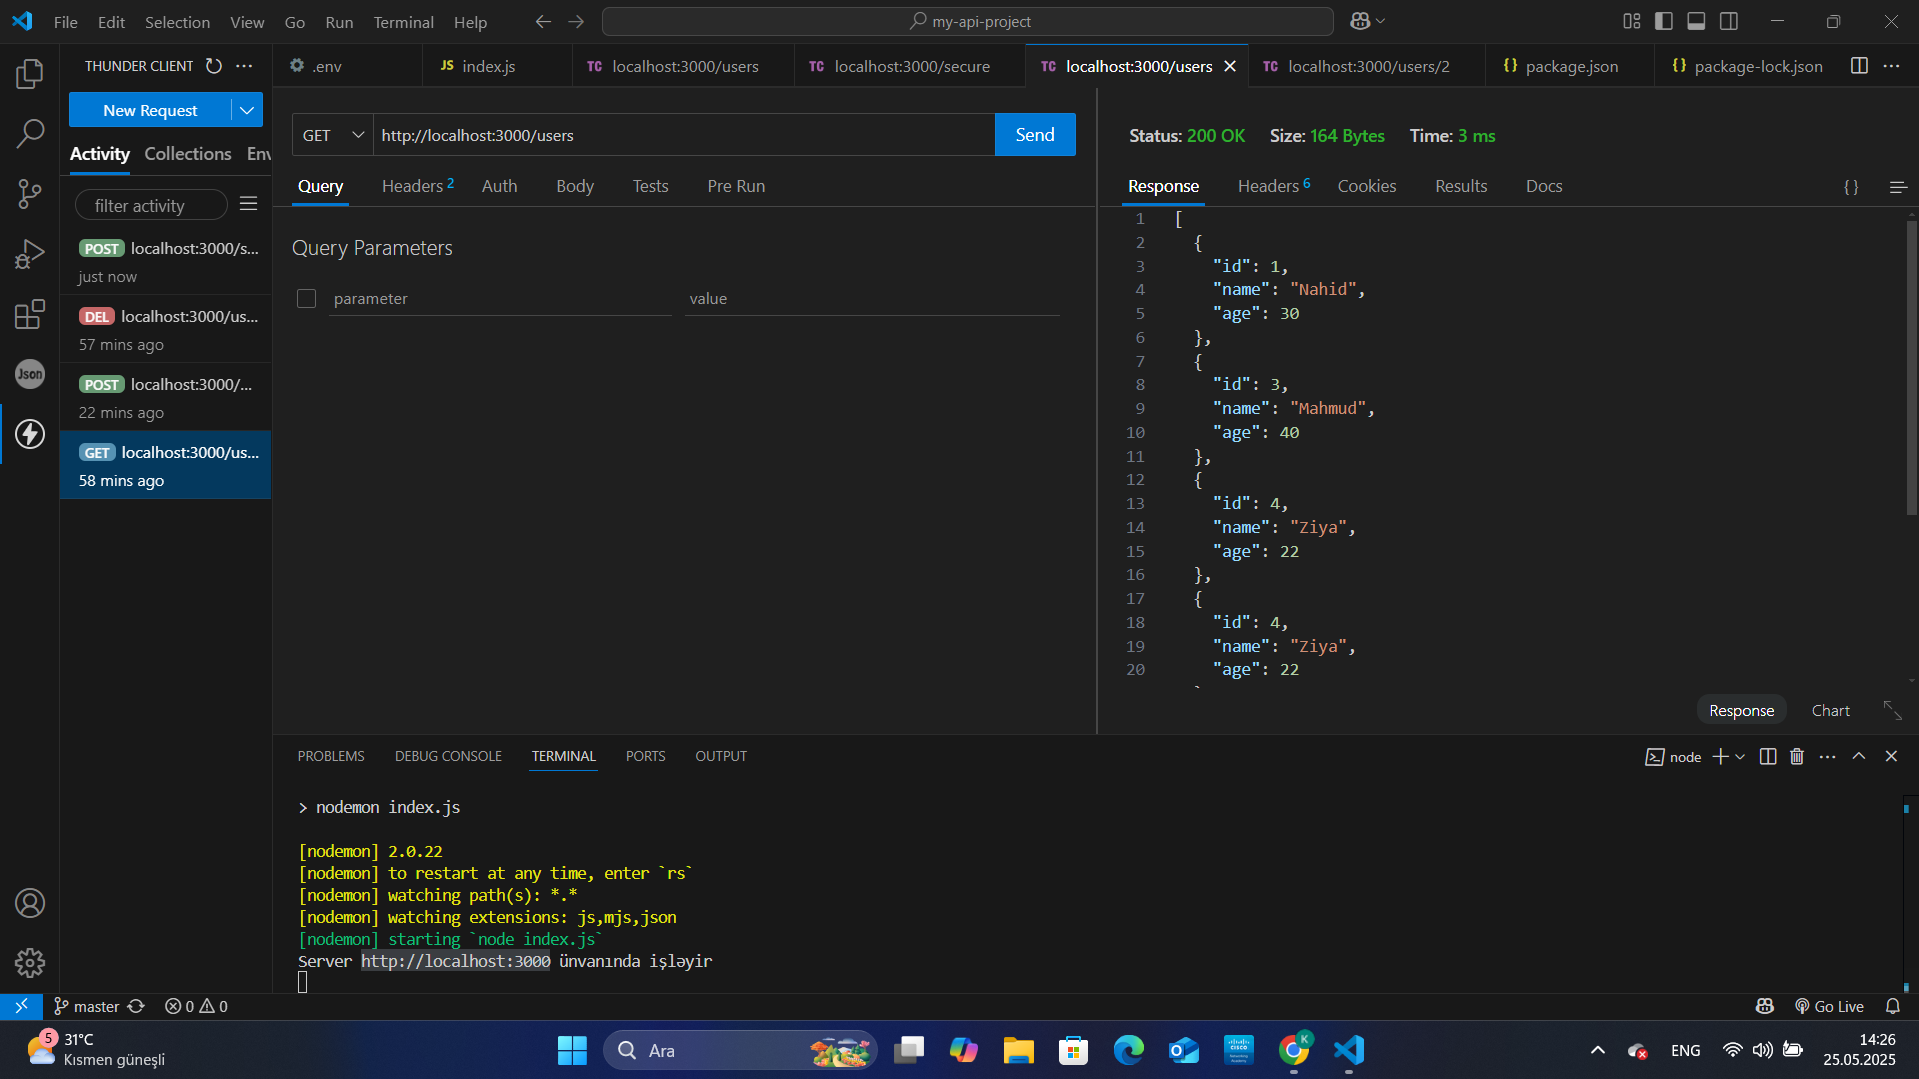 File Edit Selection View Go Run Terminal Help
my-api-project
THUNDER CLIENT
.env
JS index.js
TC localhost:3000/users
TC localhost:3000/secure
TC localhost:3000/users
TC localhost:3000/users/2
{} package.json
{} package-lock.json
New Request
Activity Collections Env
filter activity
POST localhost:3000/s...
just now
DEL localhost:3000/us...
57 mins ago
POST localhost:3000/...
22 mins ago
GET localhost:3000/us...
58 mins ago
Json
GET http://localhost:3000/users Send
Query Headers 2 Auth Body Tests Pre Run
Query Parameters
parameter value
Status: 200 OK Size: 164 Bytes Time: 3 ms
Response Headers 6 Cookies Results Docs {}
1 [
2 {
3 "id": 1,
4 "name": "Nahid",
5 "age": 30
6 },
7 {
8 "id": 3,
9 "name": "Mahmud",
10 "age": 40
11 },
12 {
13 "id": 4,
14 "name": "Ziya",
15 "age": 22
16 },
17 {
18 "id": 4,
19 "name": "Ziya",
20 "age": 22
Response Chart
PROBLEMS DEBUG CONSOLE TERMINAL PORTS OUTPUT
node
> nodemon index.js
[nodemon] 2.0.22
[nodemon] to restart at any time, enter `rs`
[nodemon] watching path(s): *.*
[nodemon] watching extensions: js,mjs,json
[nodemon] starting `node index.js`
Server http://localhost:3000 ünvanında işləyir
master 0 0
Go Live
5 31°C
Kısmen güneşli
Ara
CISCO
K
ENG
14:26
25.05.2025